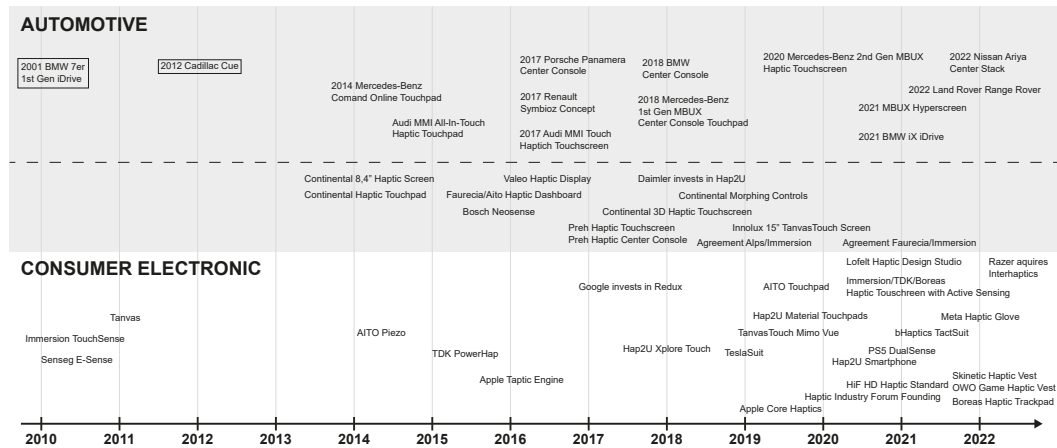 AUTOMOTIVE
2001 BMW 7er
1st Gen iDrive
2012 Cadillac Cue
2014 Mercedes-Benz
Comand Online Touchpad
Audi MMI All-In-Touch
Haptic Touchpad
2017 Porsche Panamera
Center Console
2017 Renault
Symbioz Concept
2017 Audi MMI Touch
Haptich Touchscreen
2018 BMW
Center Console
2018 Mercedes-Benz
1st Gen MBUX
Center Console Touchpad
2020 Mercedes-Benz 2nd Gen MBUX
Haptic Touchscreen
2022 Nissan Ariya
Center Stack
2022 Land Rover Range Rover
2021 MBUX Hyperscreen
2021 BMW iX iDrive
Continental 8,4” Haptic Screen
Continental Haptic Touchpad
Valeo Haptic Display
Faurecia/Aito Haptic Dashboard
Bosch Neosense
Daimler invests in Hap2U
Continental Morphing Controls
Continental 3D Haptic Touchscreen
Preh Haptic Touchscreen
Preh Haptic Center Console
Innolux 15” TanvasTouch Screen
Agreement Alps/Immersion
Agreement Faurecia/Immersion
CONSUMER ELECTRONIC
Lofelt Haptic Design Studio
Razer aquires
Interhaptics
Google invests in Redux
AITO Touchpad
Immersion/TDK/Boreas
Haptic Touschreen with Active Sensing
Tanvas
Immersion TouchSense
Senseg E-Sense
AITO Piezo
TDK PowerHap
Apple Taptic Engine
Hap2U Material Touchpads
TanvasTouch Mimo Vue
Hap2U Xplore Touch
TeslaSuit
Meta Haptic Glove
bHaptics TactSuit
PS5 DualSense
Hap2U Smartphone
HiF HD Haptic Standard
Haptic Industry Forum Founding
Apple Core Haptics
Skinetic Haptic Vest
OWO Game Haptic Vest
Boreas Haptic Trackpad
2010 2011 2012 2013 2014 2015 2016 2017 2018 2019 2020 2021 2022